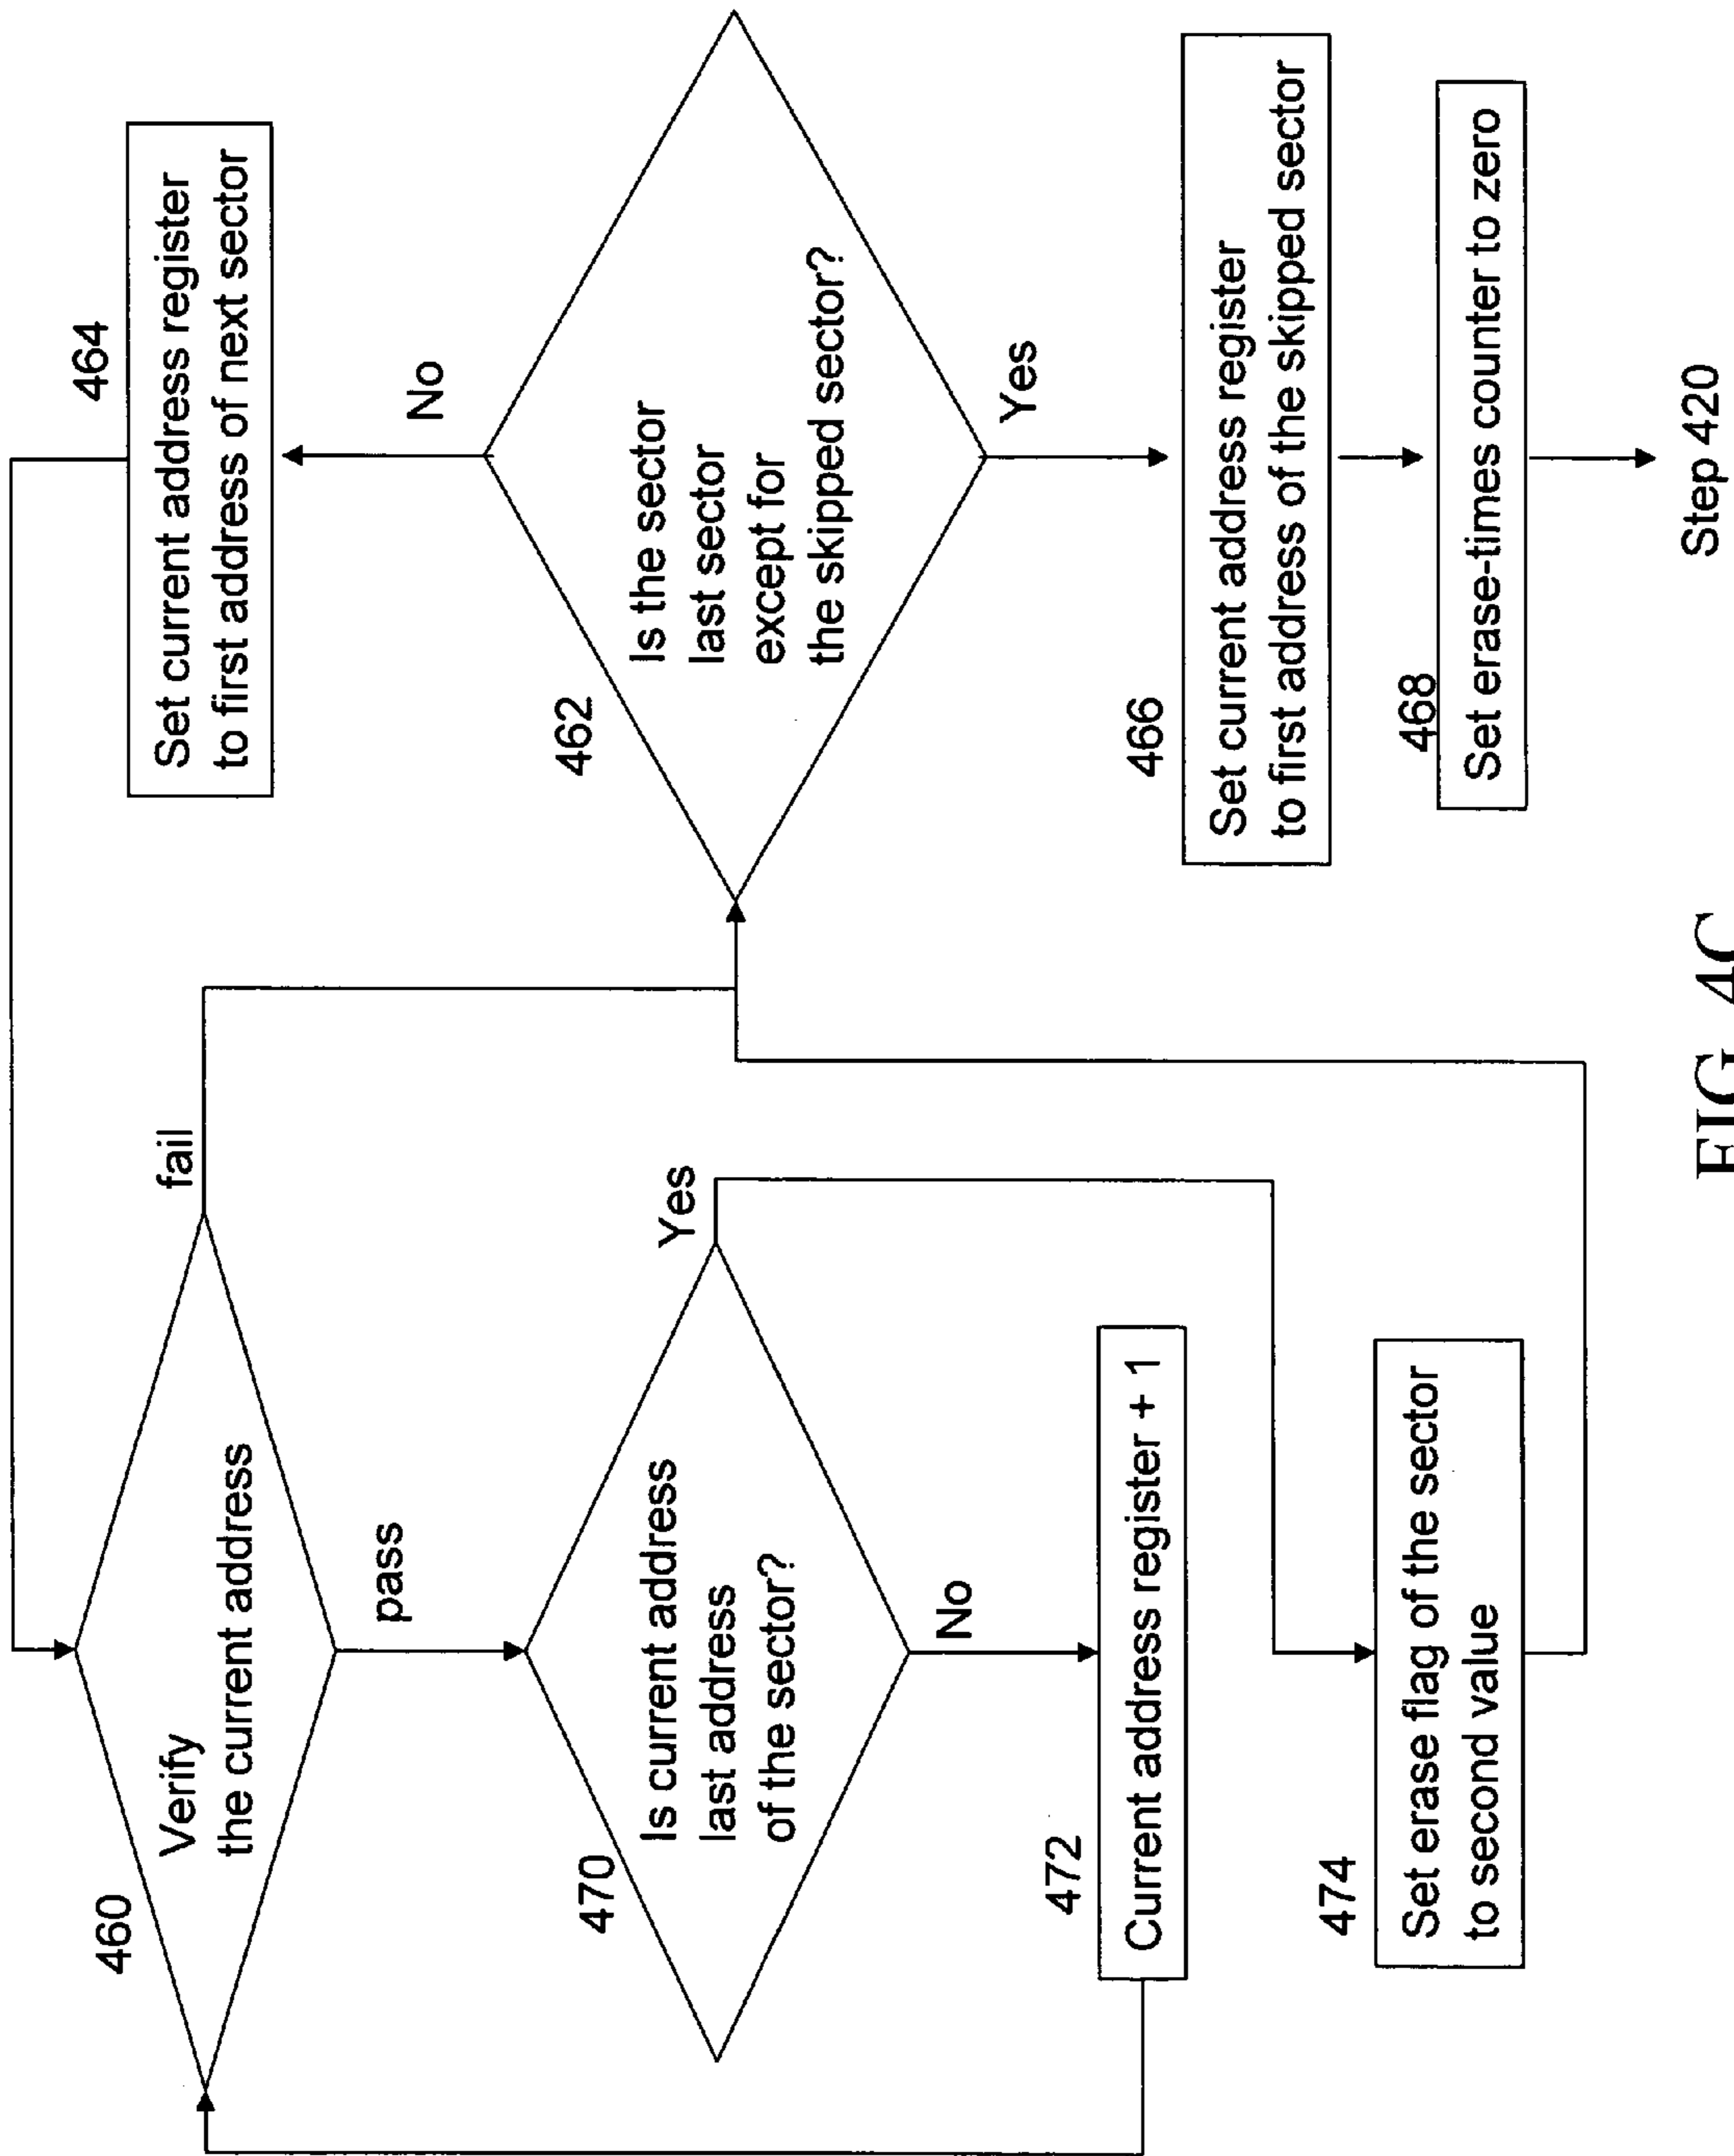 460
Verify
the current address
fail
pass
470
Is current address
last address
of the sector?
Yes
No
472
Current address register + 1
474
Set erase flag of the sector
to second value
464
Set current address register
to first address of next sector
No
462
Is the sector
last sector
except for
the skipped sector?
Yes
466
Set current address register
to first address of the skipped sector
468
Set erase-times counter to zero
Step 420
FIG. 4C